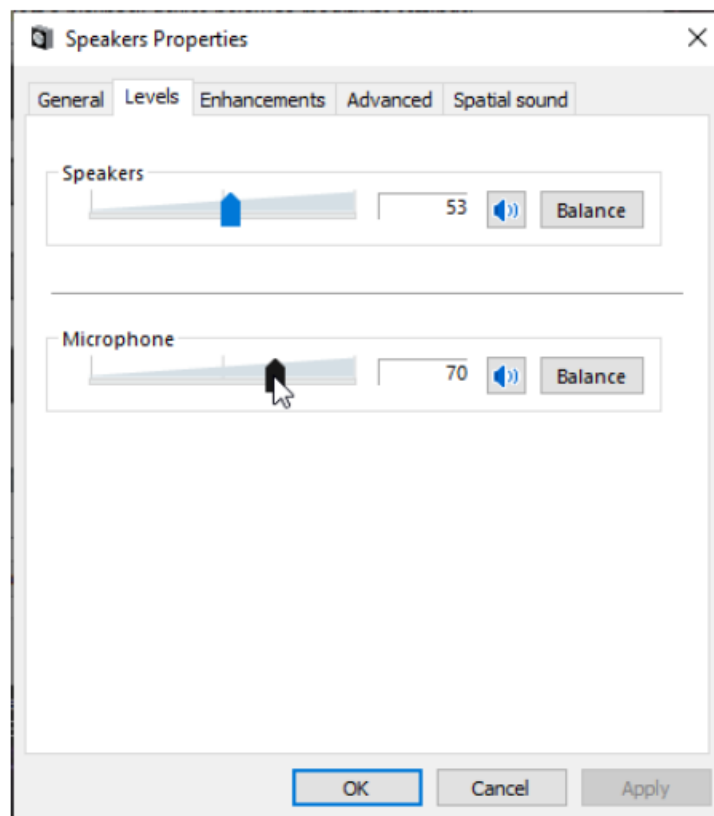 Speakers Properties
General Levels Enhancements Advanced Spatial sound
Speakers
53 Balance
Microphone
70 Balance
OK Cancel Apply